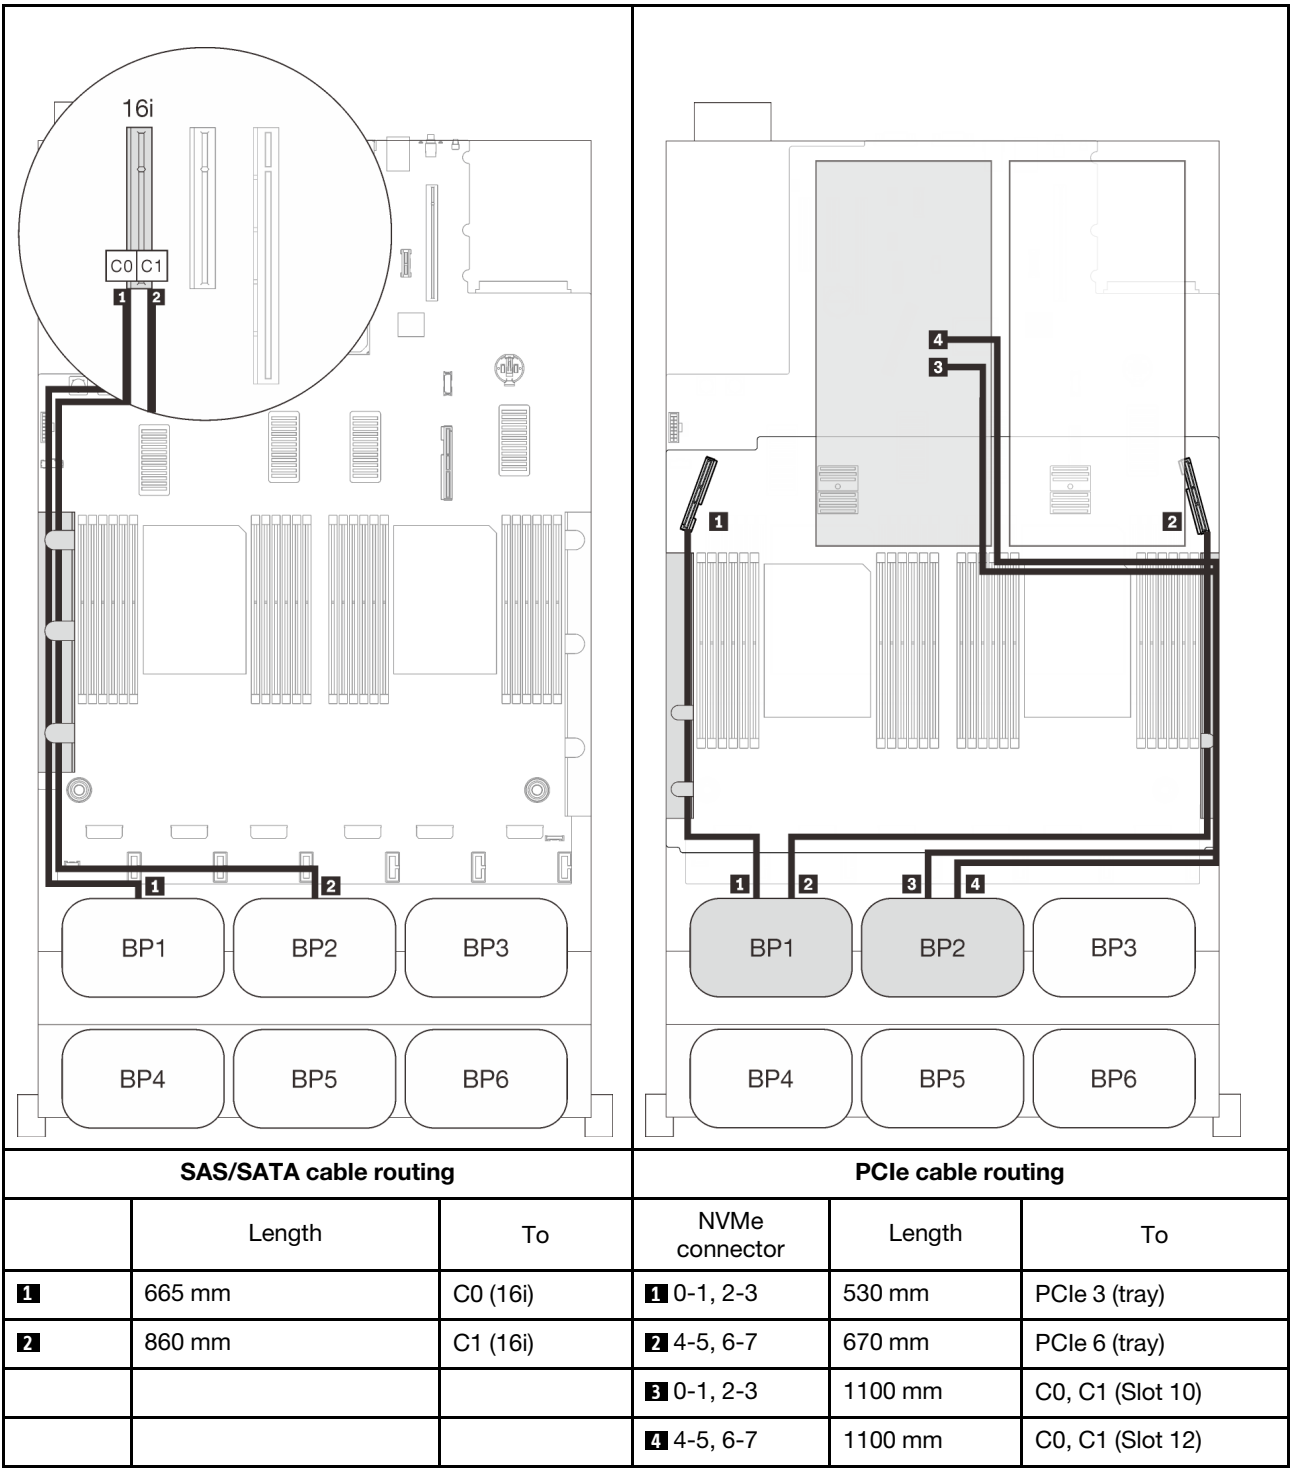 16i
C0 C1
1 2
1 2
BP1 BP2 BP3
BP4 BP5 BP6
4
3
1 2
1 2 3 4
BP1 BP2 BP3
BP4 BP5 BP6
SAS/SATA cable routing
PCIe cable routing
Length To
NVMe connector Length To
1 665 mm C0 (16i)
1 0-1, 2-3 530 mm PCIe 3 (tray)
2 860 mm C1 (16i)
2 4-5, 6-7 670 mm PCIe 6 (tray)
3 0-1, 2-3 1100 mm C0, C1 (Slot 10)
4 4-5, 6-7 1100 mm C0, C1 (Slot 12)